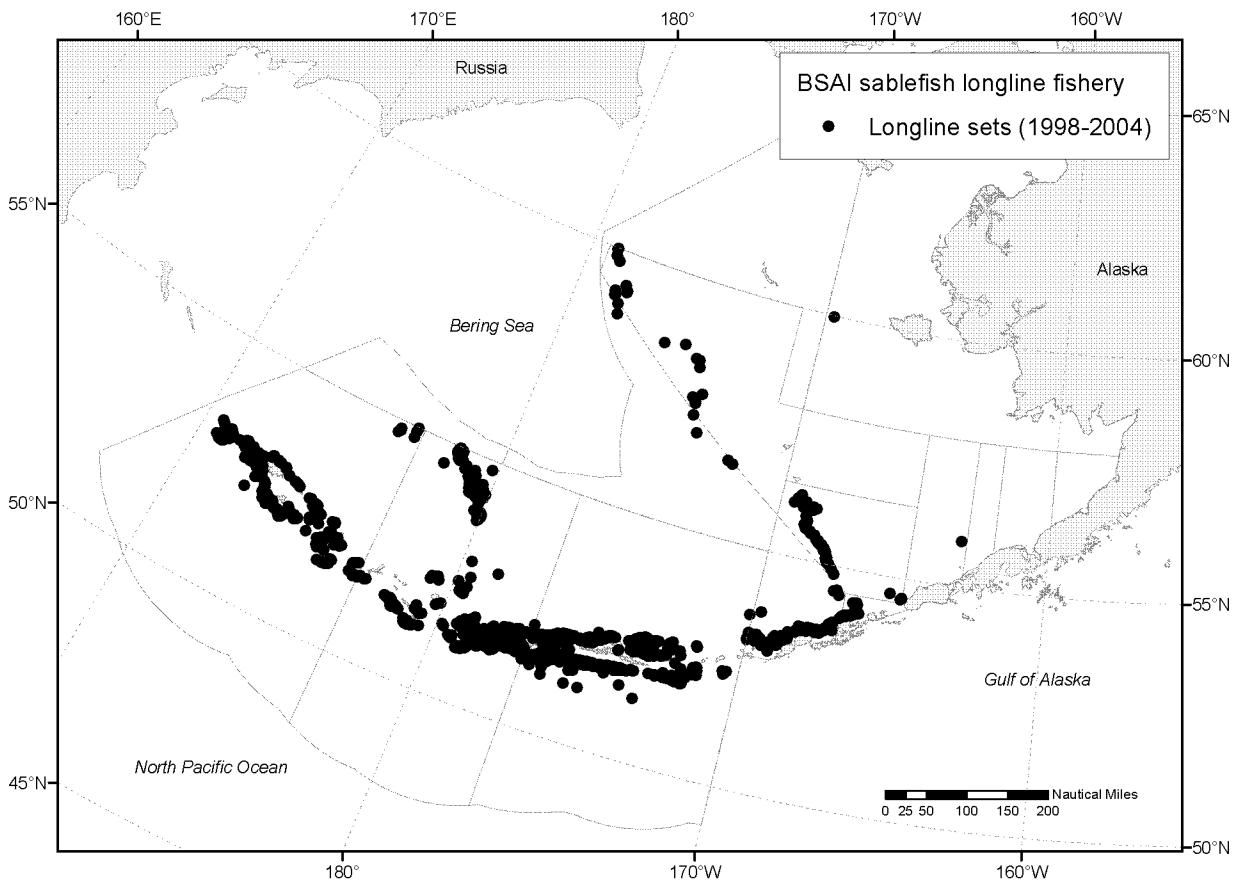 160°E
170°E
180°
170°W
160°W
Russia
BSAI sablefish longline fishery
Longline sets (1998-2004)
65°N
55°N
Alaska
Bering Sea
60°N
50°N
55°N
Gulf of Alaska
North Pacific Ocean
45°N
Nautical Miles
0 25 50 100 150 200
50°N
180°
170°W
160°W